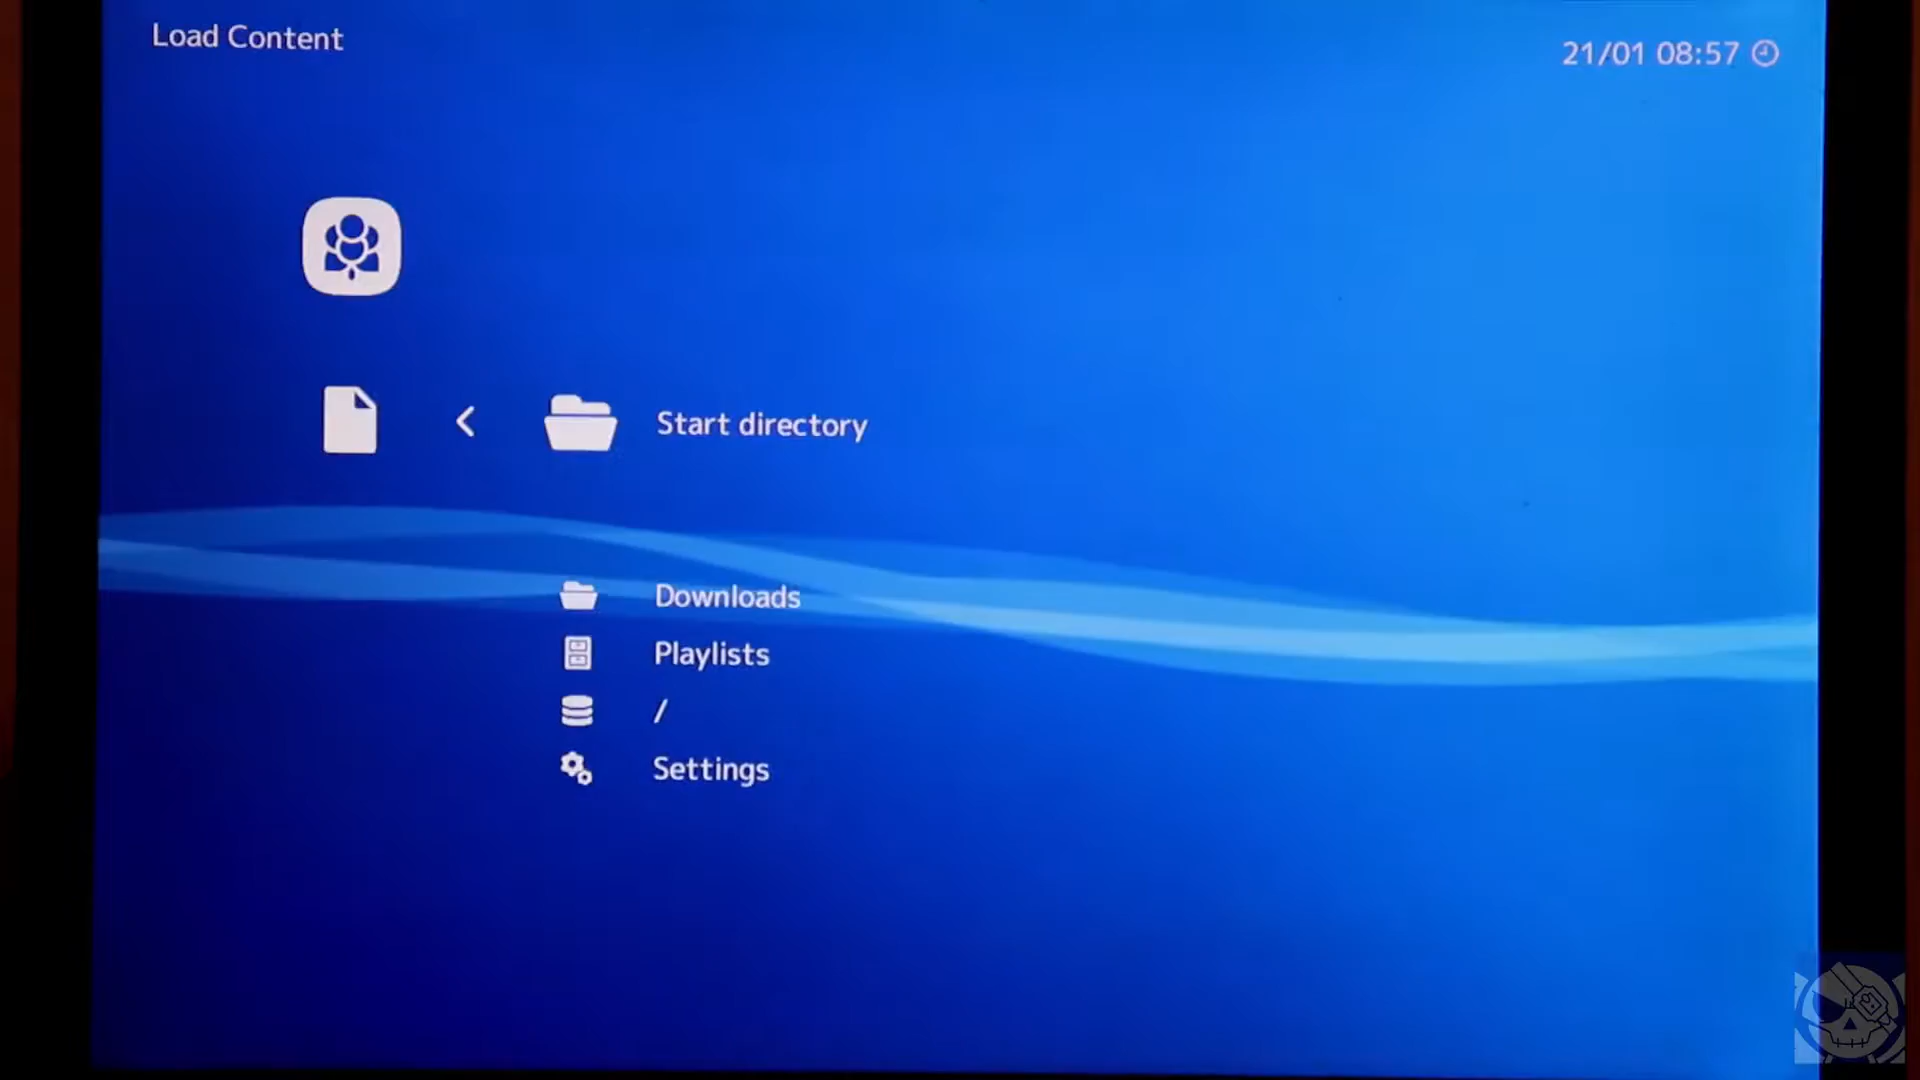 Load Content
21/01 08:57
Start directory
Downloads
Playlists
/
Settings